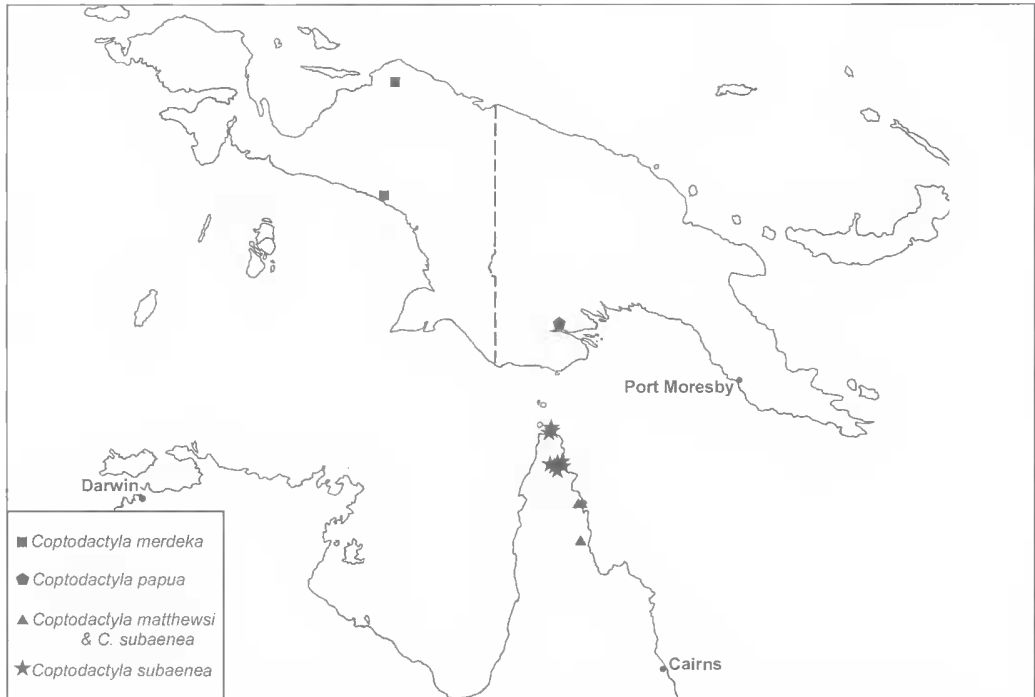 Port Moresby
Darwin
Coptodactyla merdeka
Coptodactyla papua
Coptodactyla matthewsi
& C. subaenea
Coptodactyla subaenea
Cairns